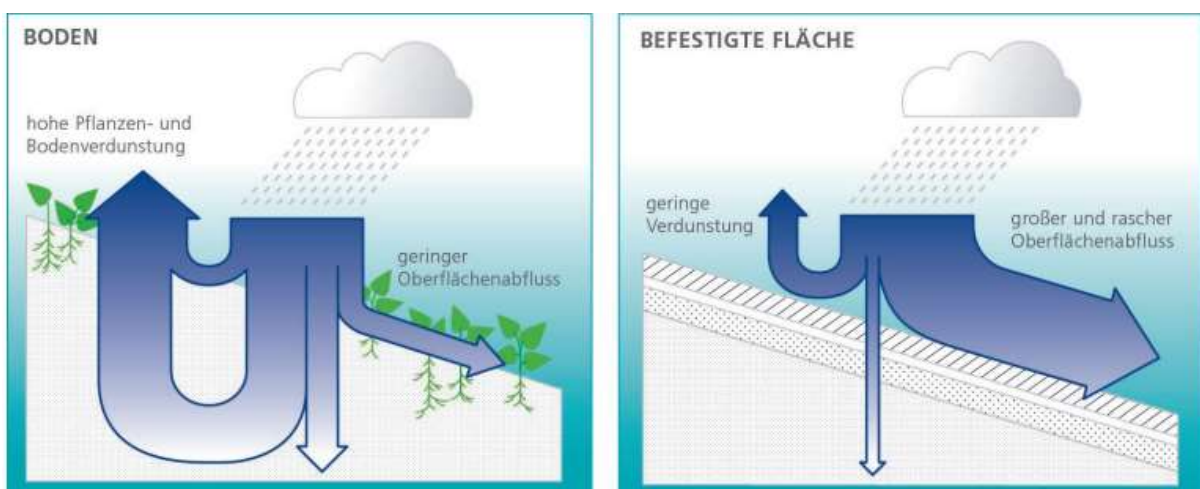 BODEN
hohe Pflanzen- und
Bodenverdunstung
geringer
Oberflächenabfluss
BEFESTIGTE FLÄCHE
geringe
Verdunstung
großer und rascher
Oberflächenabfluss